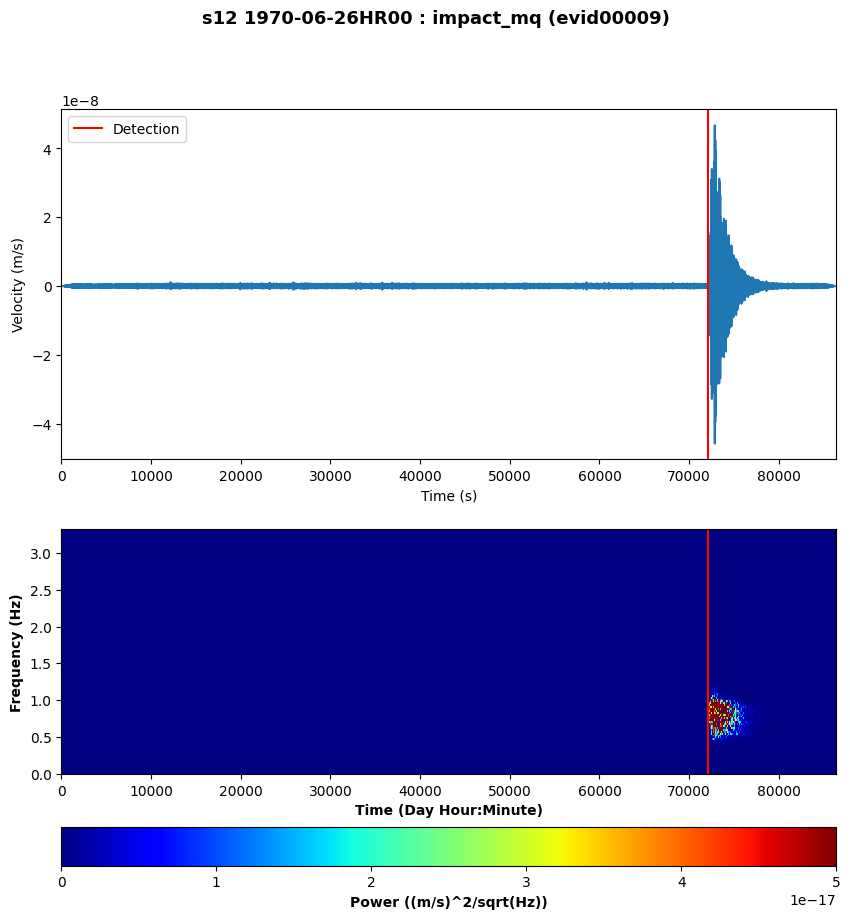 s12 1970-06-26HR00 : impact_mq (evid00009)
1e−8
Detection
4
2
0
−2
−4
Velocity (m/s)
0 10000 20000 30000 40000 50000 60000 70000 80000
Time (s)
3.0
2.5
2.0
1.5
1.0
0.5
0.0
Frequency (Hz)
0 10000 20000 30000 40000 50000 60000 70000 80000
Time (Day Hour:Minute)
0 1 2 3 4 5
1e−17
Power ((m/s)^2/sqrt(Hz))